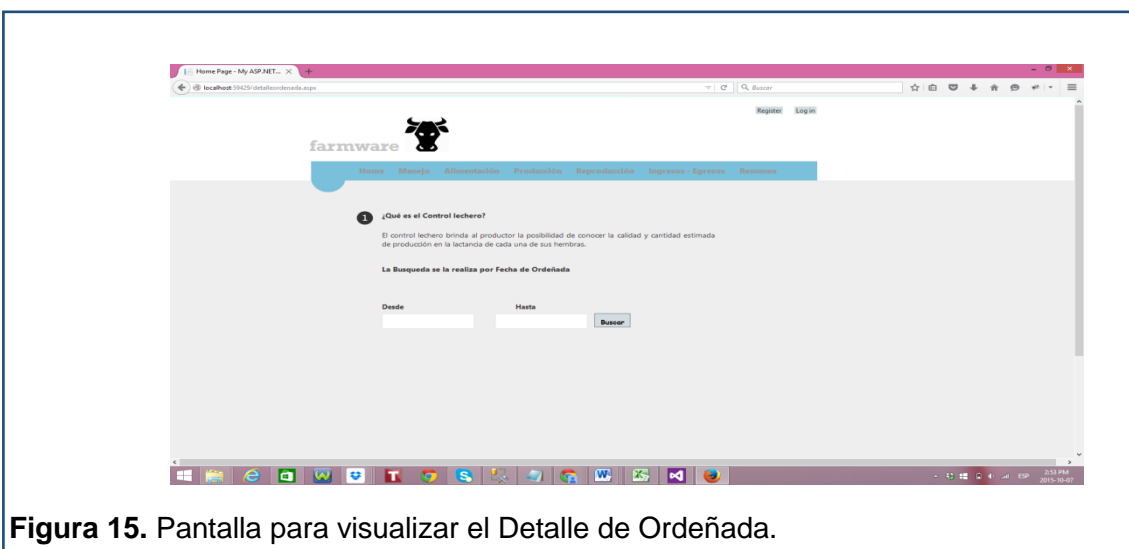 Home Page - My ASP.NET...
localhost:59429/detalleordenada.aspx
Buscar
Register Log in
farmware
Home Manejo Alimentación Producción Reproducción Ingresos - Egresos Resumen
1 ¿Qué es el Control lechero?
El control lechero brinda al productor la posibilidad de conocer la calidad y cantidad estimada
de producción en la lactancia de cada una de sus hembras.
La Busqueda se la realiza por Fecha de Ordeñada
Desde Hasta
Buscar
ESP
2:53 PM
2015-10-07
Figura 15. Pantalla para visualizar el Detalle de Ordeñada.